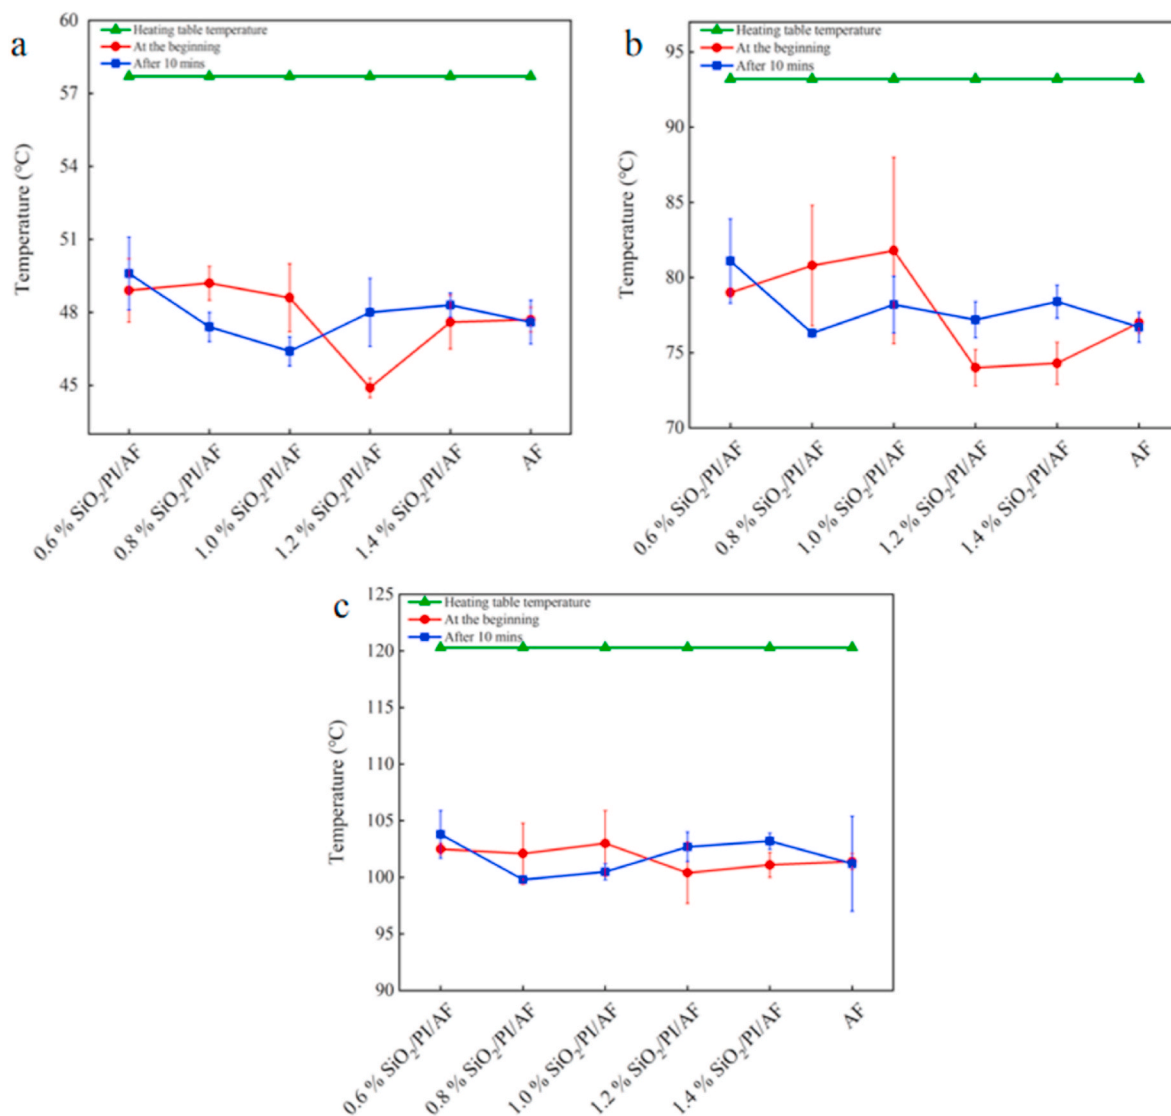 a
Temperature (℃)
60
57
54
51
48
45
Heating table temperature
At the beginning
After 10 mins
0.6 % SiO₂/PI/AF
0.8 % SiO₂/PI/AF
1.0 % SiO₂/PI/AF
1.2 % SiO₂/PI/AF
1.4 % SiO₂/PI/AF
AF
b
Temperature (℃)
95
90
85
80
75
70
Heating table temperature
At the beginning
After 10 mins
0.6 % SiO₂/PI/AF
0.8 % SiO₂/PI/AF
1.0 % SiO₂/PI/AF
1.2 % SiO₂/PI/AF
1.4 % SiO₂/PI/AF
AF
c
Temperature (℃)
125
120
115
110
105
100
95
90
Heating table temperature
At the beginning
After 10 mins
0.6 % SiO₂/PI/AF
0.8 % SiO₂/PI/AF
1.0 % SiO₂/PI/AF
1.2 % SiO₂/PI/AF
1.4 % SiO₂/PI/AF
AF